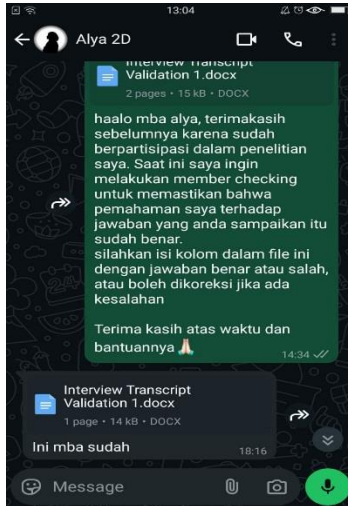 13:04
Alya 2D
Interview Transcript
Validation 1.docx
2 pages • 15 kB • DOCX
haalo mba alya, terimakasih
sebelumnya karena sudah
berpartisipasi dalam penelitian
saya. Saat ini saya ingin
melakukan member checking
untuk memastikan bahwa
pemahaman saya terhadap
jawaban yang anda sampaikan itu
sudah benar.
silahkan isi kolom dalam file ini
dengan jawaban benar atau salah,
atau boleh dikoreksi jika ada
kesalahan
Terima kasih atas waktu dan
bantuannya 🙏🏻
14:34
Interview Transcript
Validation 1.docx
1 page • 14 kB • DOCX
Ini mba sudah
18:16
Message